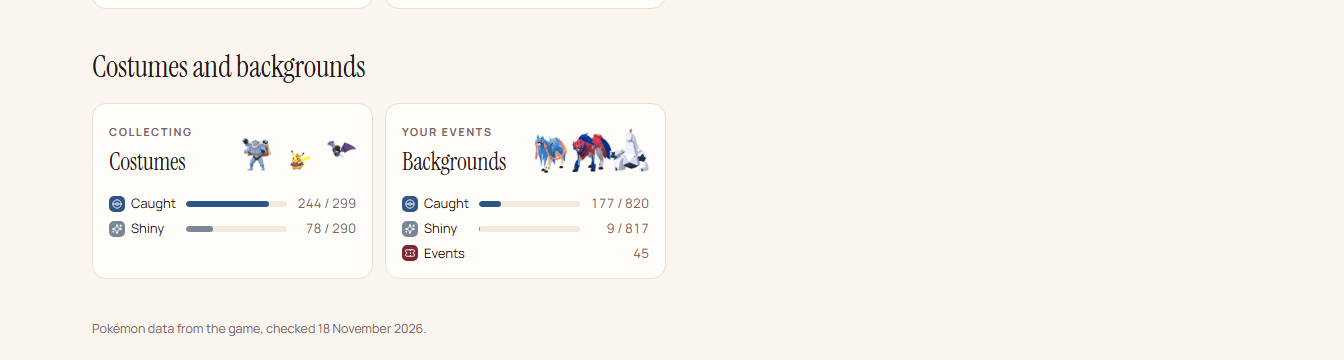 Costumes and backgrounds
COLLECTING
Costumes
Caught 244 / 299
Shiny 78 / 290
YOUR EVENTS
Backgrounds
Caught 177 / 820
Shiny 9 / 817
Events 45
Pokémon data from the game, checked 18 November 2026.